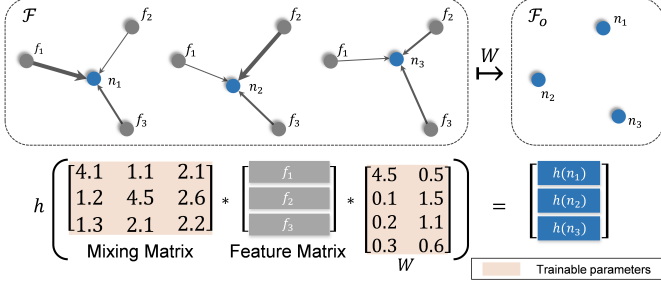 ℱ
f₂
f₂
ℱₒ
n₁
f₁
f₁
f₁
n₃
W
n₁
n₂
n₂
f₃
f₃
f₃
n₃
h
4.1 1.1 2.1
1.2 4.5 2.6
1.3 2.1 2.2
*
f₁
f₂
f₃
*
4.5 0.5
0.1 1.5
0.2 1.1
0.3 0.6
=
h(n₁)
h(n₂)
h(n₃)
Mixing Matrix
Feature Matrix
W
Trainable parameters
f₂